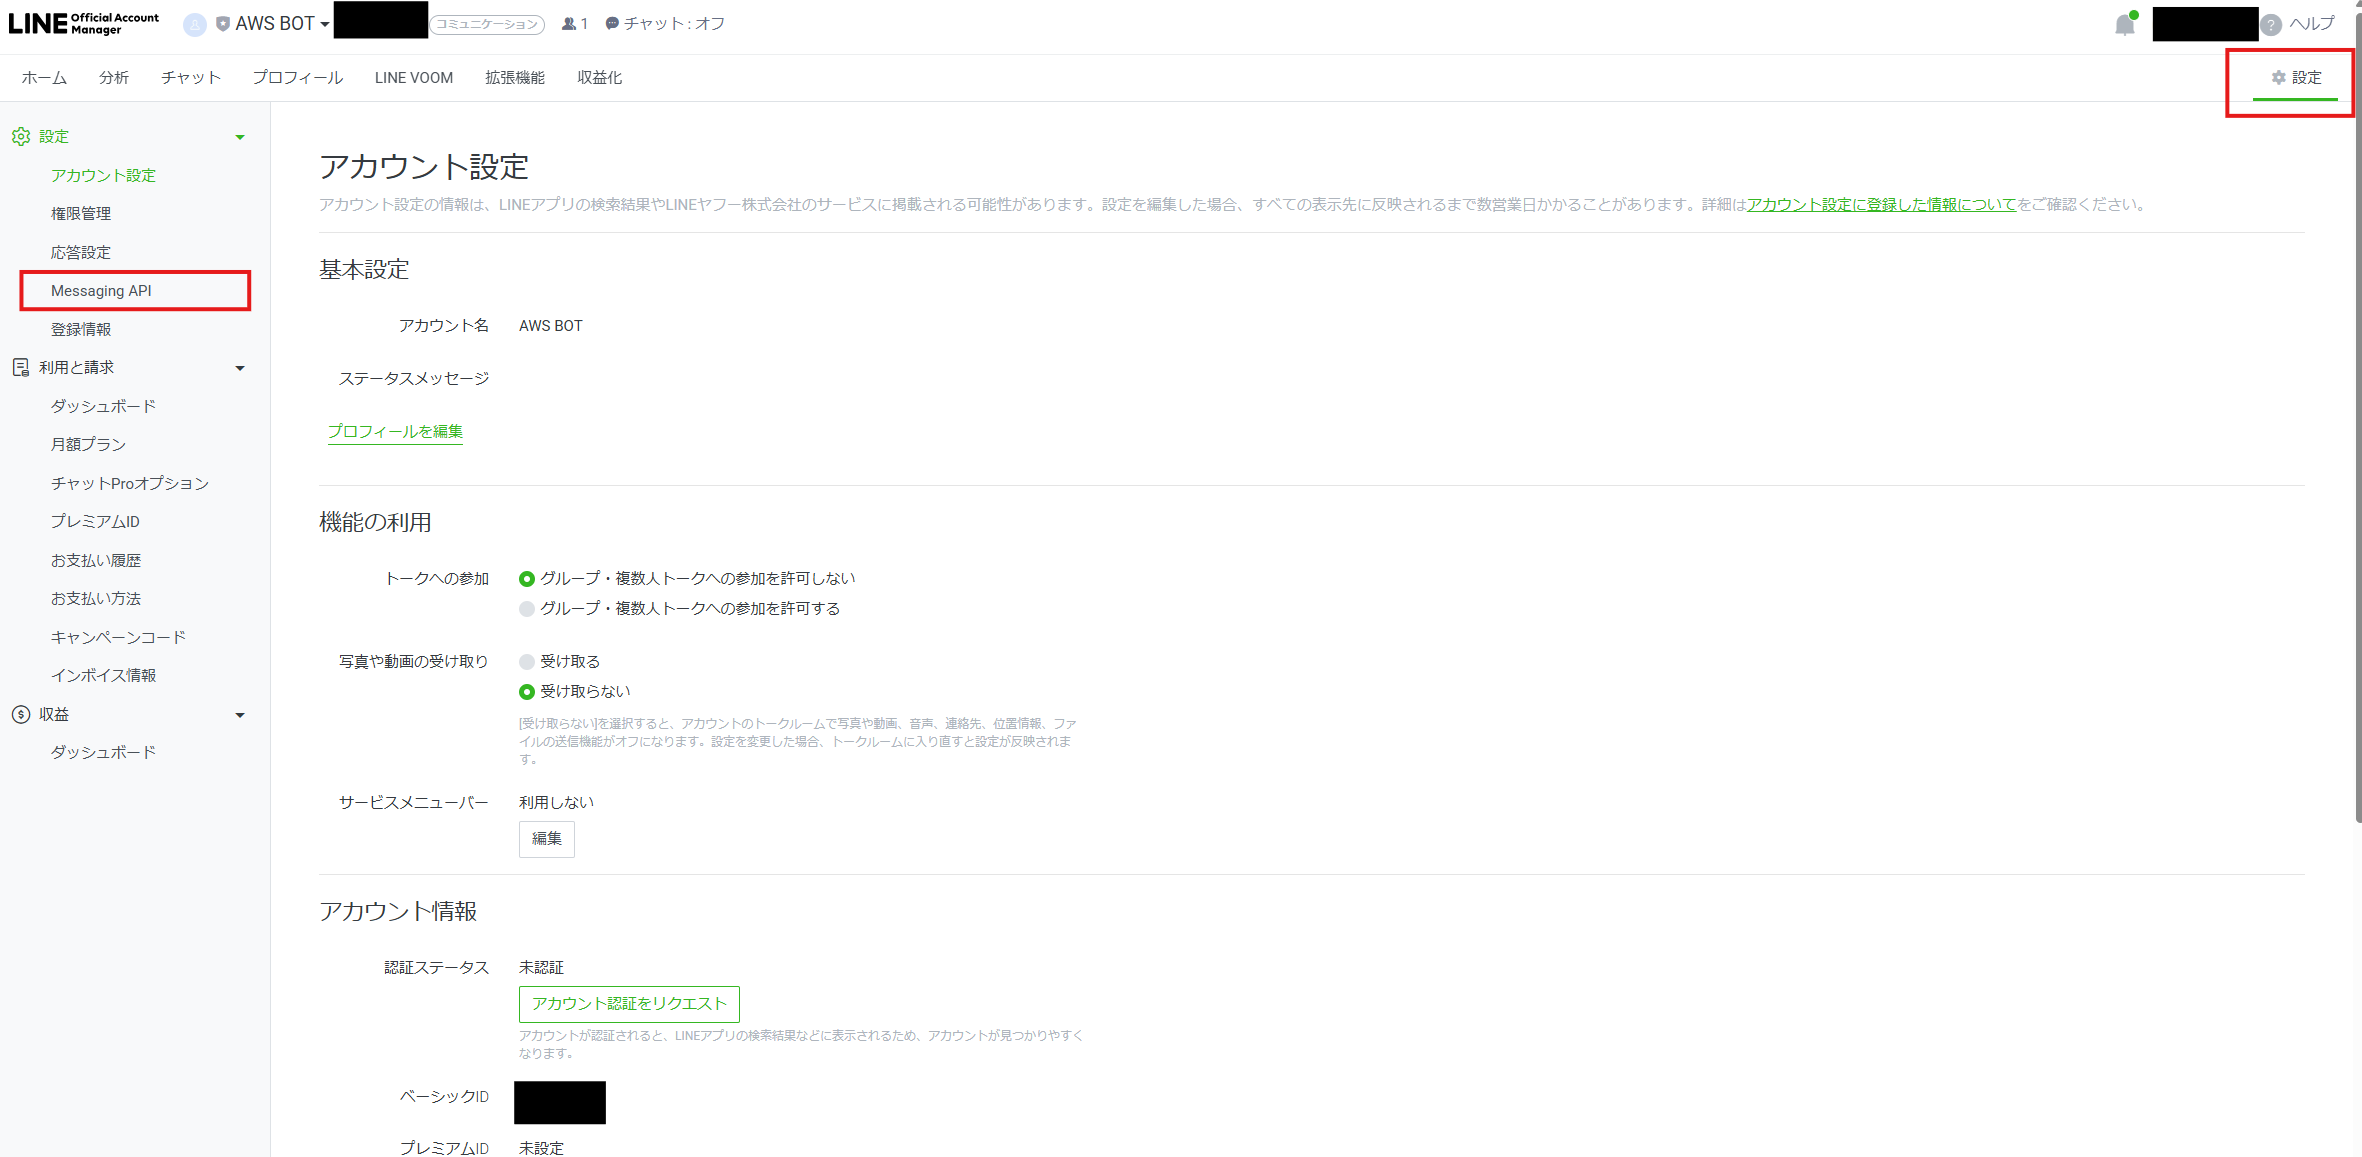 LINE Official Account Manager
AWS BOT
コミュニケーション
1
チャット : オフ
? ヘルプ
ホーム
分析
チャット
プロフィール
LINE VOOM
拡張機能
収益化
設定
設定
アカウント設定
権限管理
応答設定
Messaging API
登録情報
利用と請求
ダッシュボード
月額プラン
チャットProオプション
プレミアムID
お支払い履歴
お支払い方法
キャンペーンコード
インボイス情報
収益
ダッシュボード
アカウント設定
アカウント設定の情報は、LINEアプリの検索結果やLINEヤフー株式会社のサービスに掲載される可能性があります。設定を編集した場合、すべての表示先に反映されるまで数営業日かかることがあります。詳細はアカウント設定に登録した情報についてをご確認ください。
基本設定
アカウント名 AWS BOT
ステータスメッセージ
プロフィールを編集
機能の利用
トークへの参加 グループ・複数人トークへの参加を許可しない
グループ・複数人トークへの参加を許可する
写真や動画の受け取り 受け取る
受け取らない
[受け取らない]を選択すると、アカウントのトークルームで写真や動画、音声、連絡先、位置情報、ファ
イルの送信機能がオフになります。設定を変更した場合、トークルームに入り直すと設定が反映されま
す。
サービスメニューバー 利用しない
編集
アカウント情報
認証ステータス 未認証
アカウント認証をリクエスト
アカウントが認証されると、LINEアプリの検索結果などに表示されるため、アカウントが見つかりやすく
なります。
ベーシックID
プレミアムID 未設定